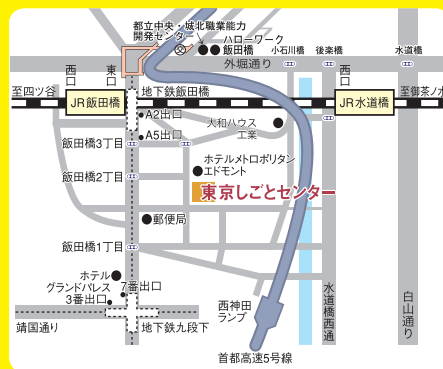 都立中央・城北職業能力
開発センター
ハローワーク
飯田橋
小石川橋
後楽橋
水道橋
外堀通り
西口
東口
西口
至四ツ谷
JR飯田橋
地下鉄飯田橋
JR水道橋
至御茶ノ水
A2出口
大和ハウス
工業
A5出口
飯田橋3丁目
ホテルメトロポリタン
エドモント
飯田橋2丁目
東京しごとセンター
郵便局
飯田橋1丁目
ホテル
グランドパレス
7番出口
3番出口
西神田
ランプ
水道橋西通
白山通り
靖国通り
地下鉄九段下
首都高速5号線